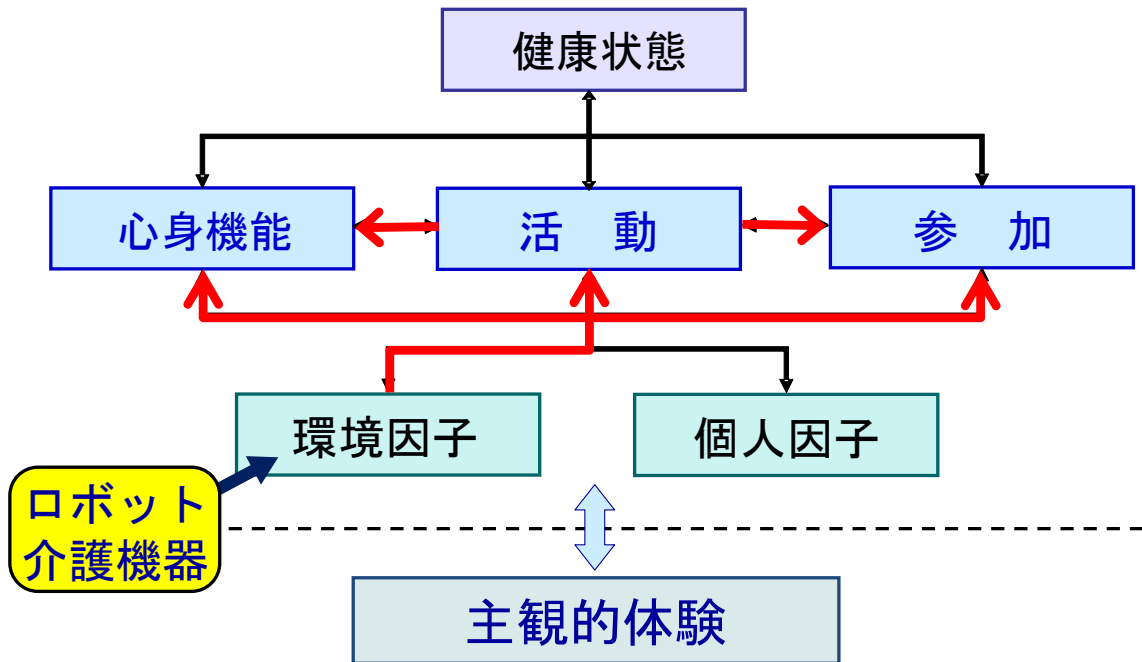 健康状態
心身機能
活　動
参　加
環境因子
個人因子
ロボット
介護機器
主観的体験